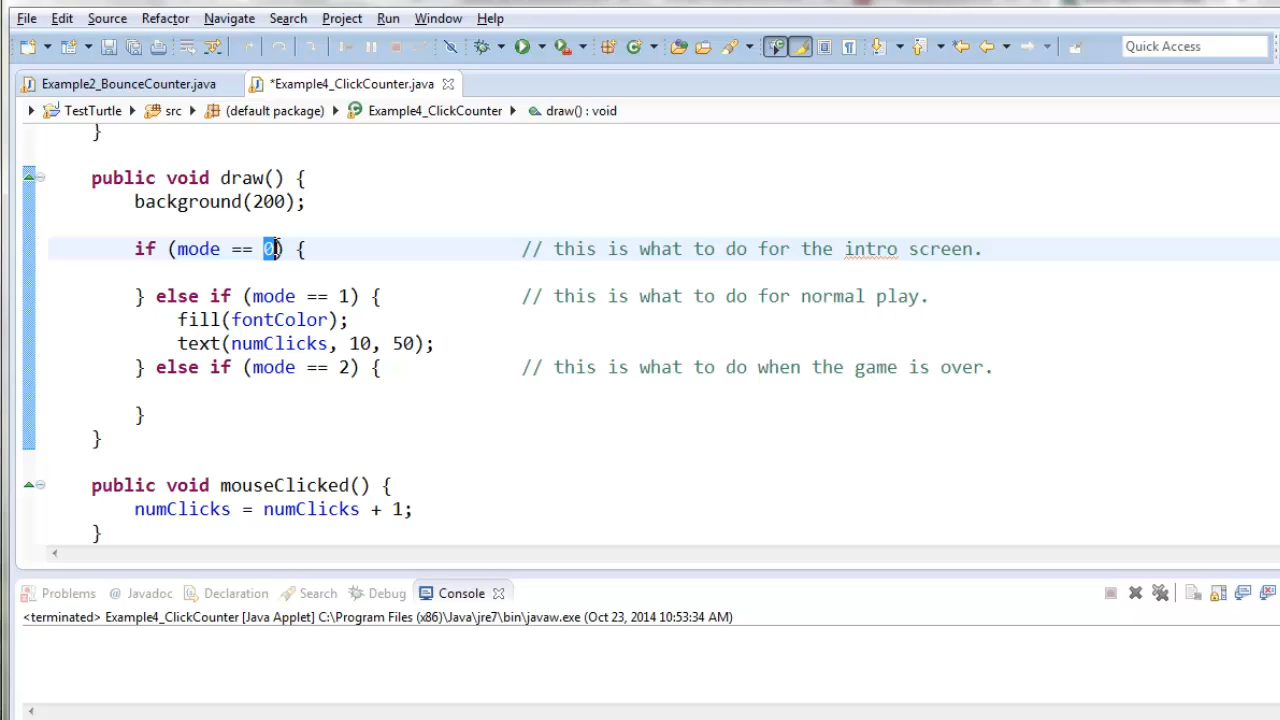 File Edit Source Refactor Navigate Search Project Run Window Help
Quick Access
Example2_BounceCounter.java *Example4_ClickCounter.java
TestTurtle src (default package) Example4_ClickCounter draw() : void
}
public void draw() {
background(200);
if (mode == 0) { // this is what to do for the intro screen.
} else if (mode == 1) { // this is what to do for normal play.
fill(fontColor);
text(numClicks, 10, 50);
} else if (mode == 2) { // this is what to do when the game is over.
}
}
public void mouseClicked() {
numClicks = numClicks + 1;
}
Problems @ Javadoc Declaration Search Debug Console
<terminated> Example4_ClickCounter [Java Applet] C:\Program Files (x86)\Java\jre7\bin\javaw.exe (Oct 23, 2014 10:53:34 AM)